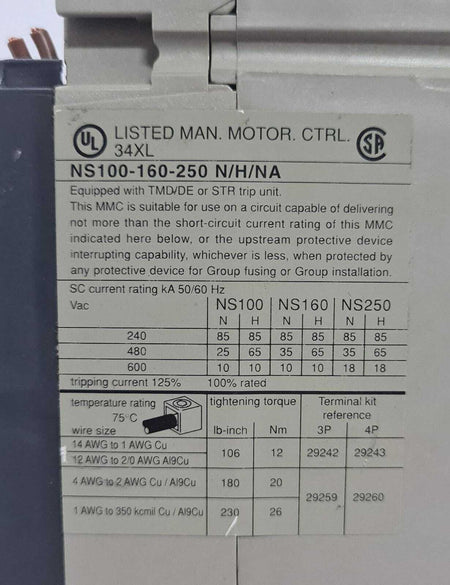 UL LISTED MAN. MOTOR. CTRL. SA
34XL
NS100-160-250 N/H/NA
Equipped with TMD/DE or STR trip unit.
This MMC is suitable for use on a circuit capable of delivering
not more than the short-circuit current rating of this MMC
indicated here below, or the upstream protective device
interrupting capability, whichever is less, when protected by
any protective device for Group fusing or Group installation.
SC current rating kA 50/60 Hz
Vac NS100 NS160 NS250
N H N H N H
240 85 85 85 85 85 85
480 25 65 35 65 35 65
600 10 10 10 10 18 18
tripping current 125% 100% rated
temperature rating tightening torque Terminal kit
75°C reference
wire size lb-inch Nm 3P 4P
14 AWG to 1 AWG Cu 106 12 29242 29243
12 AWG to 2/0 AWG Al9Cu
4 AWG to 2 AWG Cu / Al9Cu 180 20 29259 29260
1 AWG to 350 kcmil Cu / Al9Cu 230 26